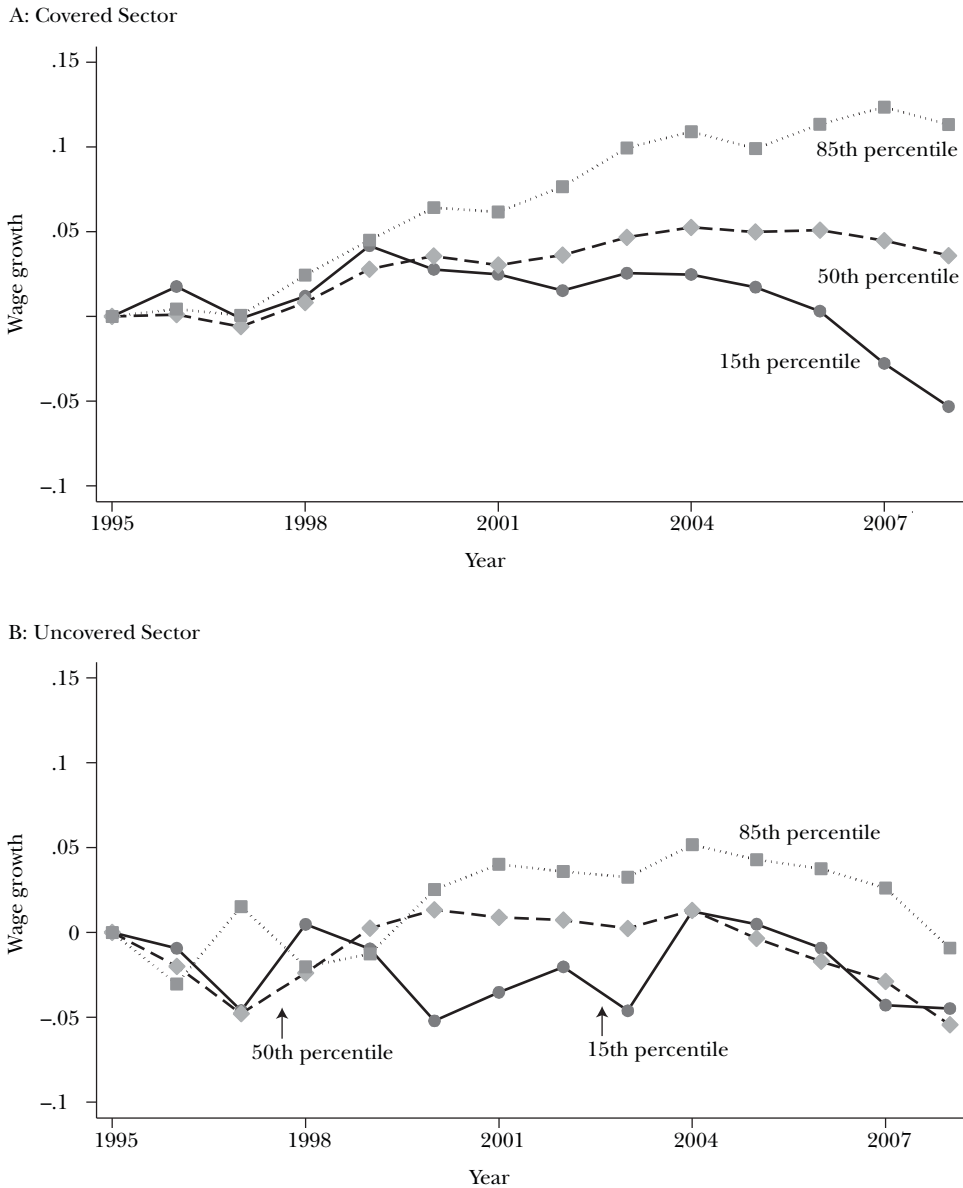 A: Covered Sector
.15
.1
.05
−.05
−.1
Wage growth
85th percentile
50th percentile
15th percentile
1995 1998 2001 2004 2007
Year
B: Uncovered Sector
.15
.1
.05
0
−.05
−.1
Wage growth
85th percentile
50th percentile
15th percentile
1995 1998 2001 2004 2007
Year